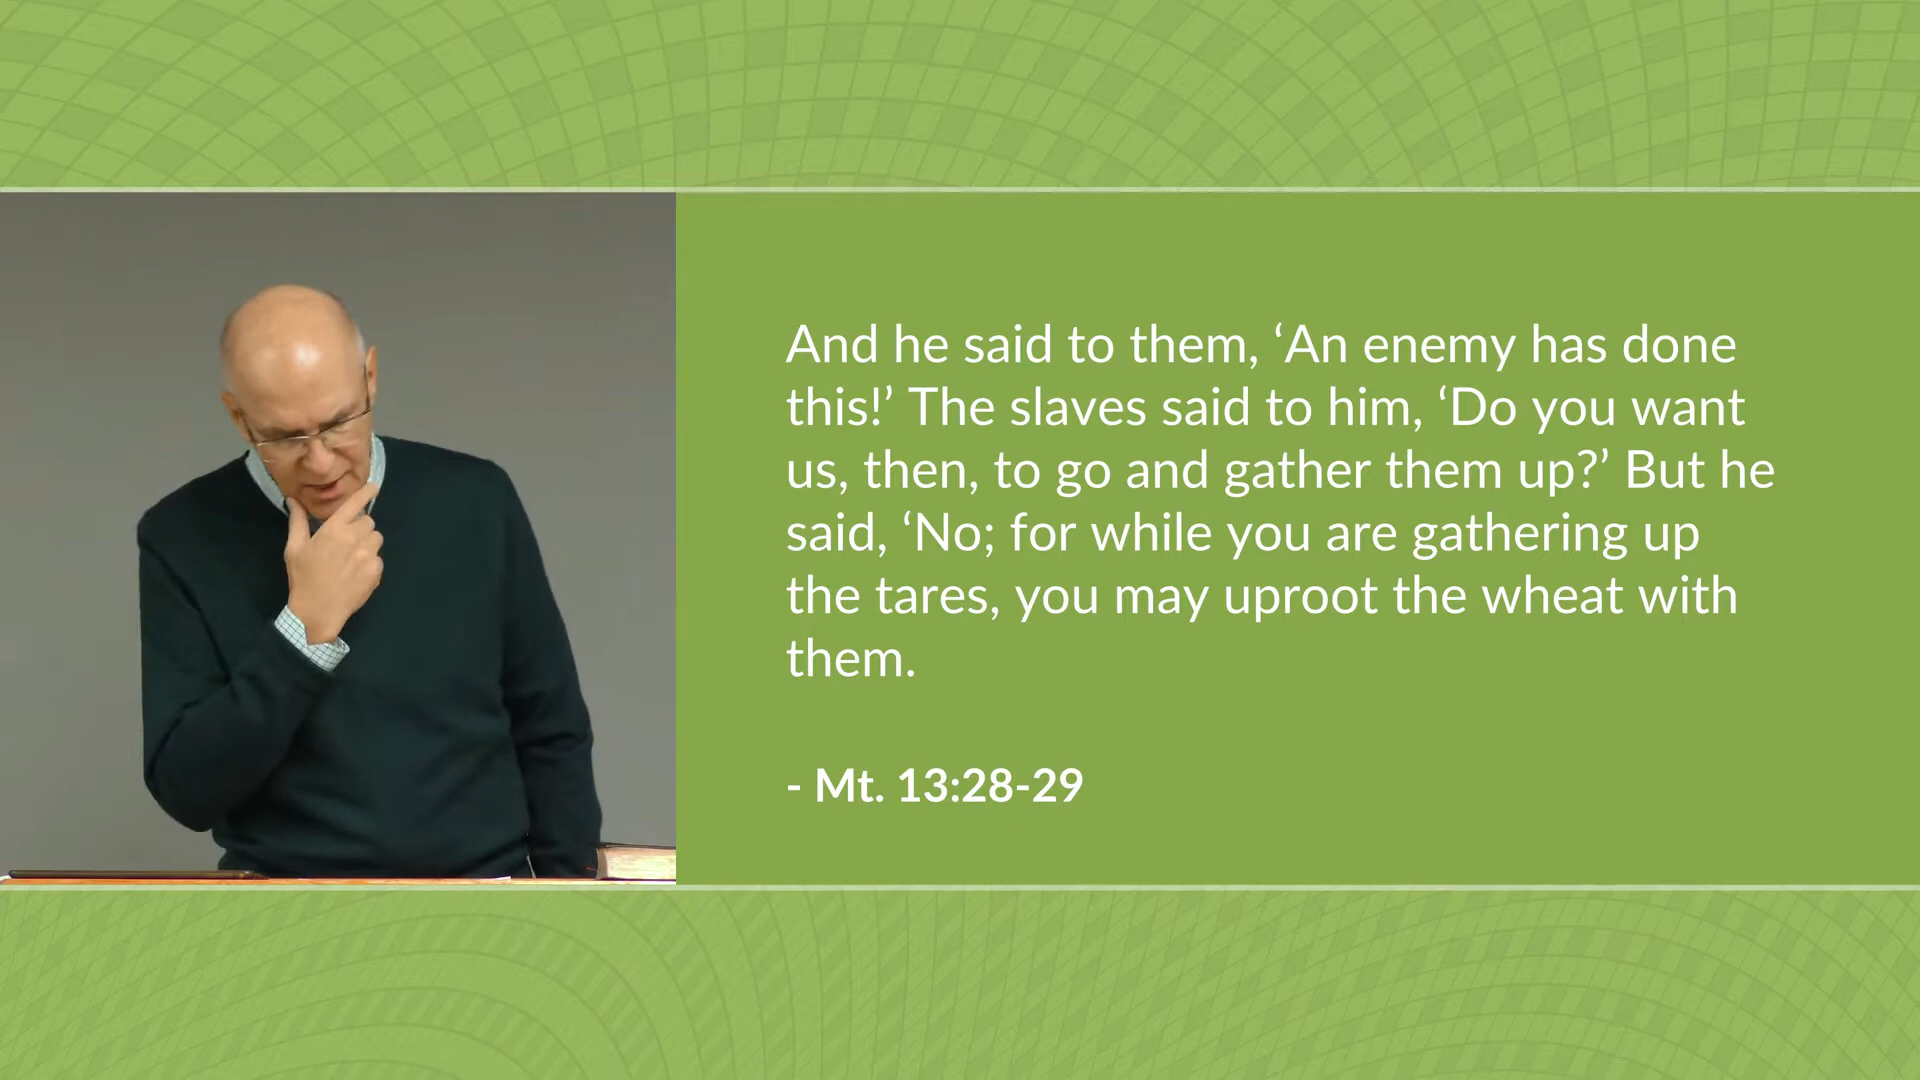 And he said to them, ‘An enemy has done
this!’ The slaves said to him, ‘Do you want
us, then, to go and gather them up?’ But he
said, ‘No; for while you are gathering up
the tares, you may uproot the wheat with
them.
- Mt. 13:28-29